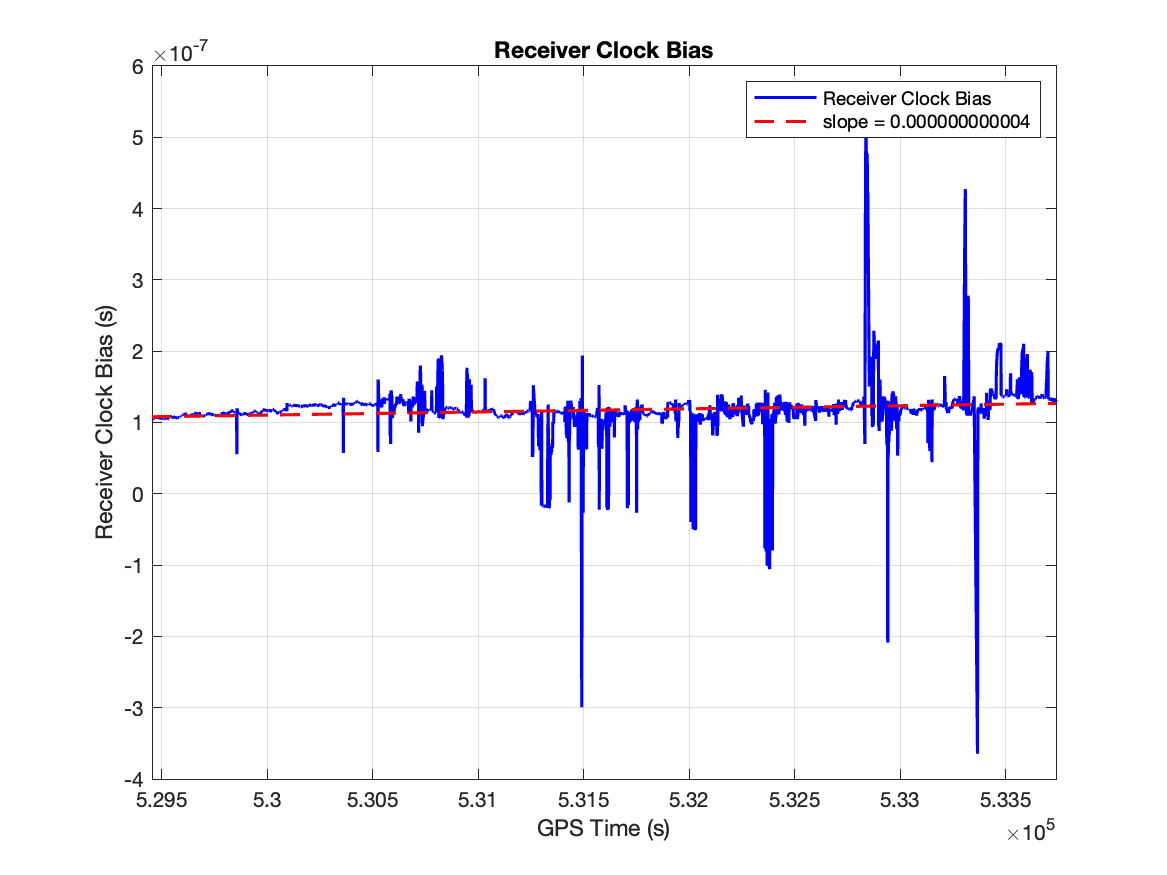 Receiver Clock Bias
×10-7
6
5
4
3
2
1
0
-1
-2
-3
-4
Receiver Clock Bias (s)
Receiver Clock Bias
slope = 0.000000000004
5.295 5.3 5.305 5.31 5.315 5.32 5.325 5.33 5.335
GPS Time (s)
×105